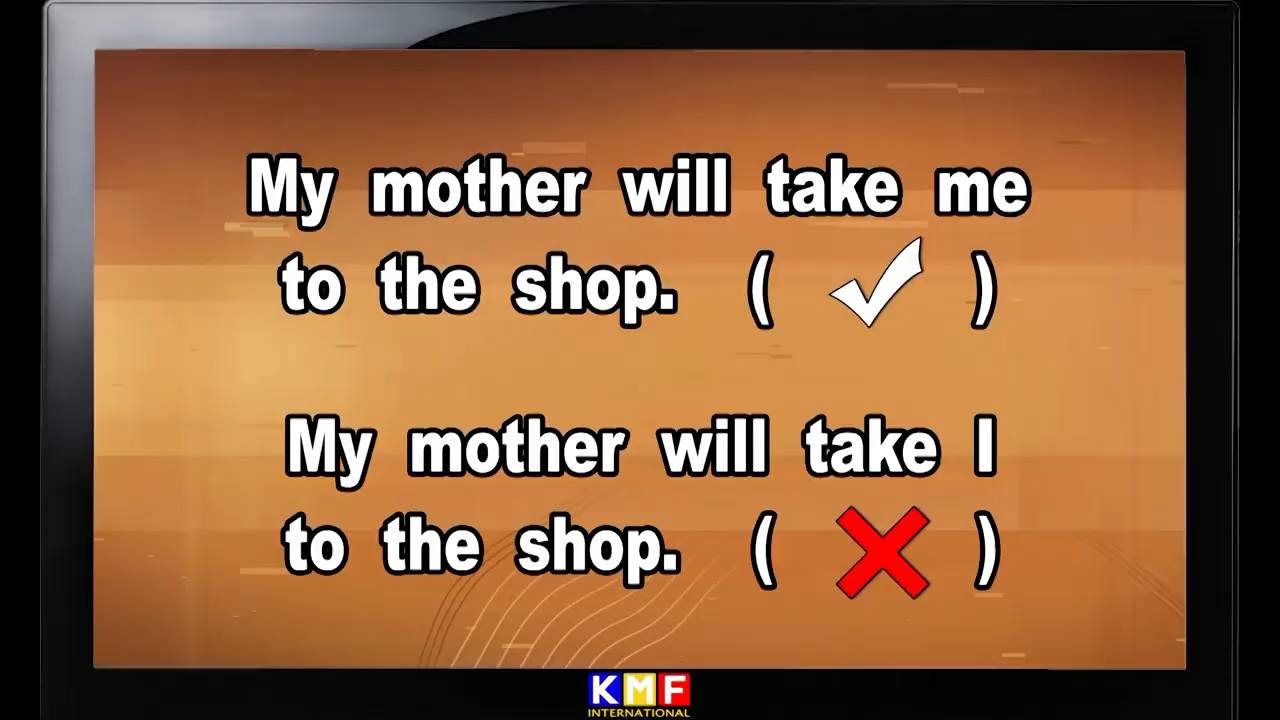 My mother will take me
to the shop. ( ✓ )
My mother will take I
to the shop. ( ✗ )
KMF
INTERNATIONAL